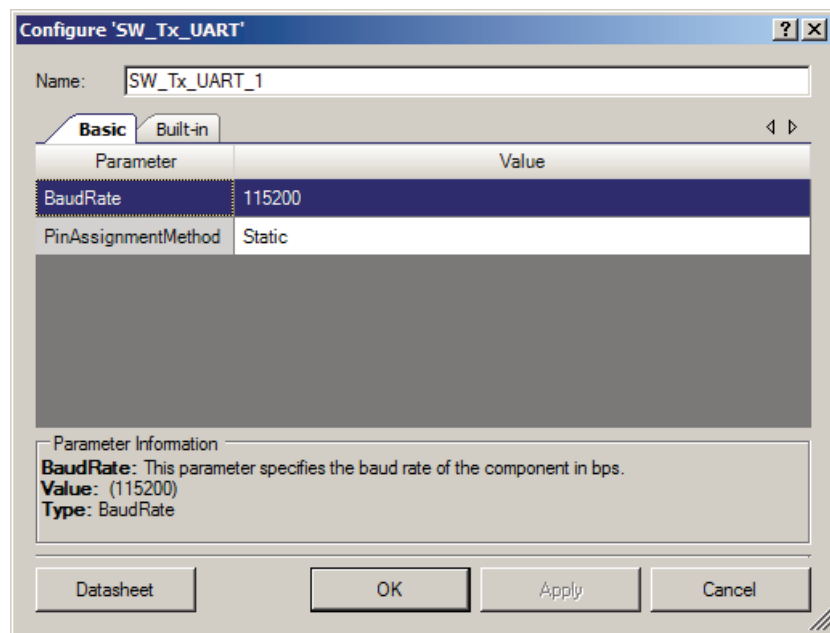 Configure 'SW_Tx_UART'
Name: SW_Tx_UART_1
Basic Built-in
Parameter Value
BaudRate 115200
PinAssignmentMethod Static
Parameter Information
BaudRate: This parameter specifies the baud rate of the component in bps.
Value: (115200)
Type: BaudRate
Datasheet OK Apply Cancel